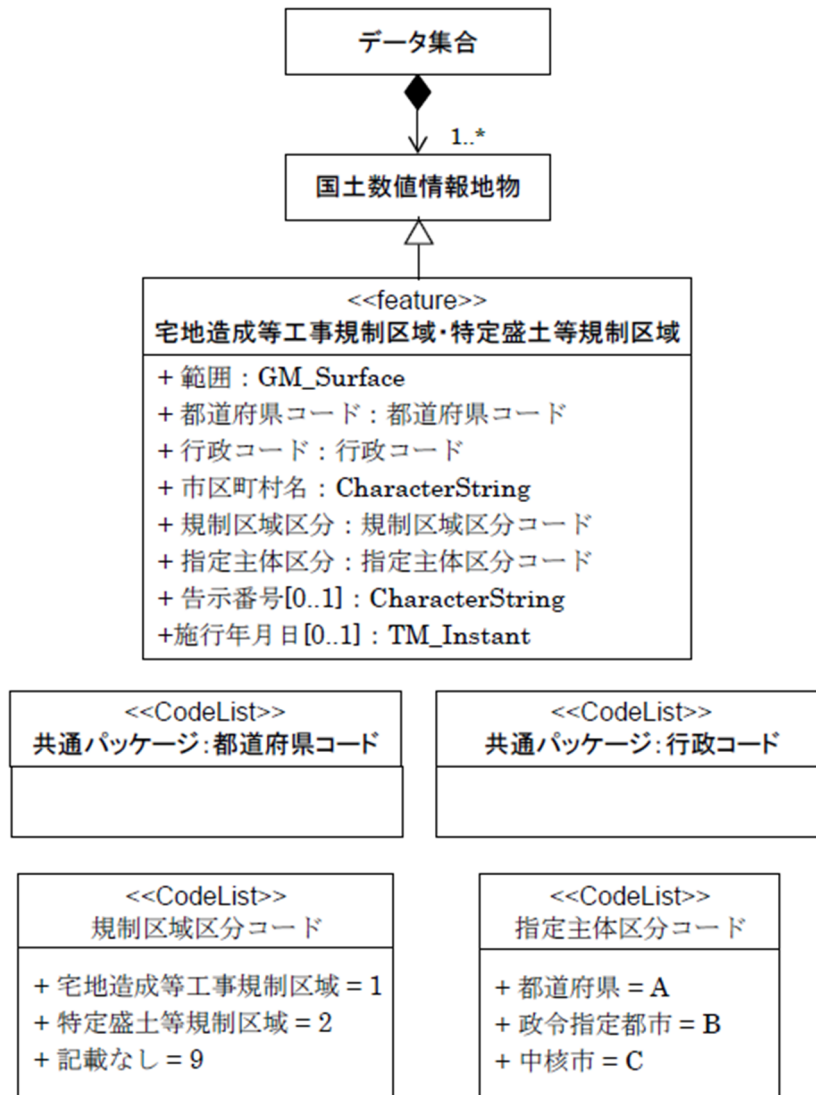 データ集合
1..*
国土数値情報地物
<<feature>>
宅地造成等工事規制区域・特定盛土等規制区域
+ 範囲：GM_Surface
+ 都道府県コード：都道府県コード
+ 行政コード：行政コード
+ 市区町村名：CharacterString
+ 規制区域区分：規制区域区分コード
+ 指定主体区分：指定主体区分コード
+ 告示番号[0..1]：CharacterString
+施行年月日[0..1]：TM_Instant
<<CodeList>>
共通パッケージ：都道府県コード
<<CodeList>>
共通パッケージ：行政コード
<<CodeList>>
規制区域区分コード
+ 宅地造成等工事規制区域 = 1
+ 特定盛土等規制区域 = 2
+ 記載なし = 9
<<CodeList>>
指定主体区分コード
+ 都道府県 = A
+ 政令指定都市 = B
+ 中核市 = C